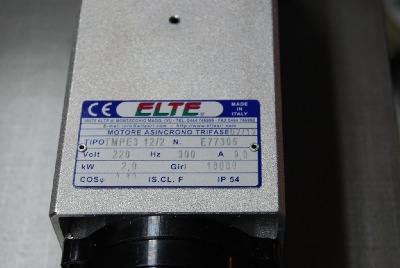 CE ELTE MADE IN ITALY
MOTORE ASINCRONO TRIFASE
TIPO TMPE3 12/2 N. E77305
Volt 220 Hz 300 A 9,0
kW 2,0 Giri 18000
COSφ IS.CL. F IP 54